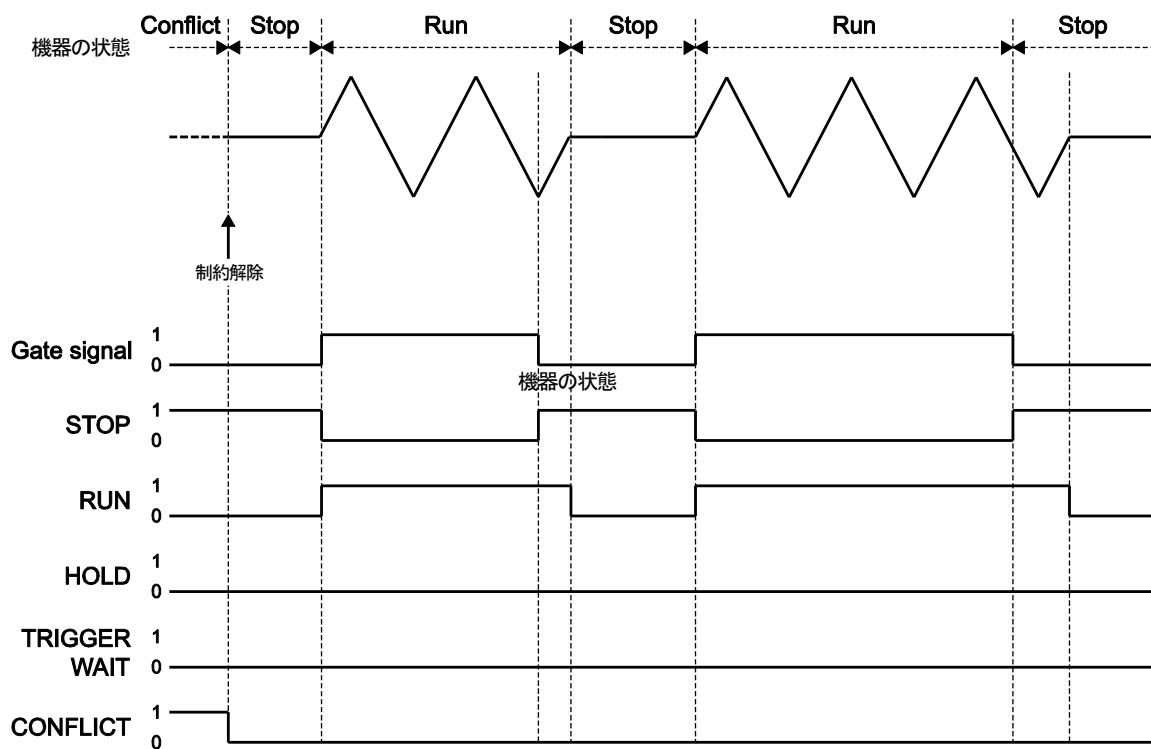 Conflict Stop Run Stop Run Stop
機器の状態
制約解除
Gate signal 1
0
機器の状態
STOP 1
0
RUN 1
0
HOLD 1
0
TRIGGER 1
WAIT 0
CONFLICT 1
0